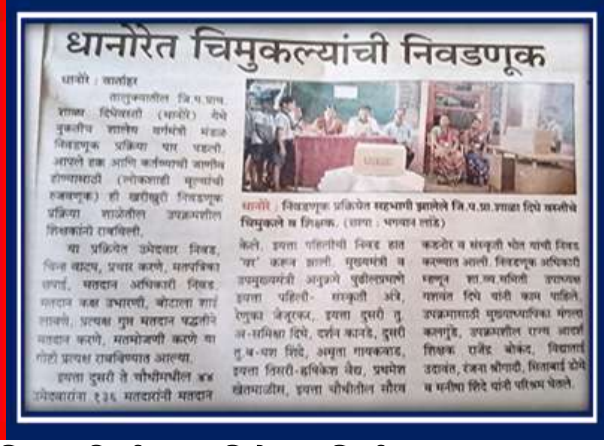 धानोरेत चिमुकल्यांची निवडणूक
धानोरे : वार्ताहर
तालुक्यातील जि.प.प्राथ.
शाळा दिघेवस्ती (धानोरे) येथे
नुकतीच शालेय मंत्रिमंडळ
निवडणूक प्रक्रिया पार पडली.
आपले हक्क आणि कर्तव्याची जाणीव
होण्यासाठी (लोकशाही मूल्यांची
रुजवणूक) ही खरीखुरी निवडणूक
प्रक्रिया शाळेतील उपक्रमशील
शिक्षकांनी राबविली.
या प्रक्रियेत उमेदवार निवड,
चिन्ह वाटप, प्रचार करणे, मतपत्रिका
छपाई, मतदान अधिकारी निवड,
मतदान कक्ष उभारणी, बोटाला शाई
लावणे, प्रत्यक्ष गुप्त मतदान पद्धतीने
मतदान करणे, मतमोजणी करणे या
गोष्टी प्रत्यक्ष राबविण्यात आल्या.
इयत्ता दुसरी ते चौथीमधील ४४
उमेदवारांना १३६ मतदारांनी मतदान
धानोरे : निवडणूक प्रक्रियेत सहभागी झालेले जि.प.प्रा.शाळा दिघे वस्तीचे
चिमुकले व शिक्षक. (छाया : भगवान लांडे)
केले. इयत्ता पहिलीची निवड हात
'वर' करून झाली. मुख्यमंत्री व
उपमुख्यमंत्री अनुक्रमे पुढीलप्रमाणे
इयत्ता पहिली- संस्कृती अत्रे,
रेणुका जेजूरकर, इयत्ता दुसरी तु.
अ-समिक्षा दिघे, दर्शन कानडे, दुसरी
तु.ब-यश शिंदे, अमृता गायकवाड,
इयत्ता तिसरी-हृषिकेश वैद्य, प्रथमेश
खेतमाळीस, इयत्ता चौथीतील सौरव
कडनोर व संस्कृती भोत यांची निवड
करण्यात आली. निवडणूक अधिकारी
म्हणून शा.व्य.समिती उपाध्यक्ष
यशवंत दिघे यांनी काम पाहिले.
उपक्रमासाठी मुख्याध्यापिका मंगला
कलगुंडे, उपक्रमशील राज्य आदर्श
शिक्षक राजेंद्र बोकंद, विद्याताई
उदावंत, रंजना श्रीगादी, मिताबाई डोमे
व मनीषा शिंदे यांनी परिश्रम घेतले.